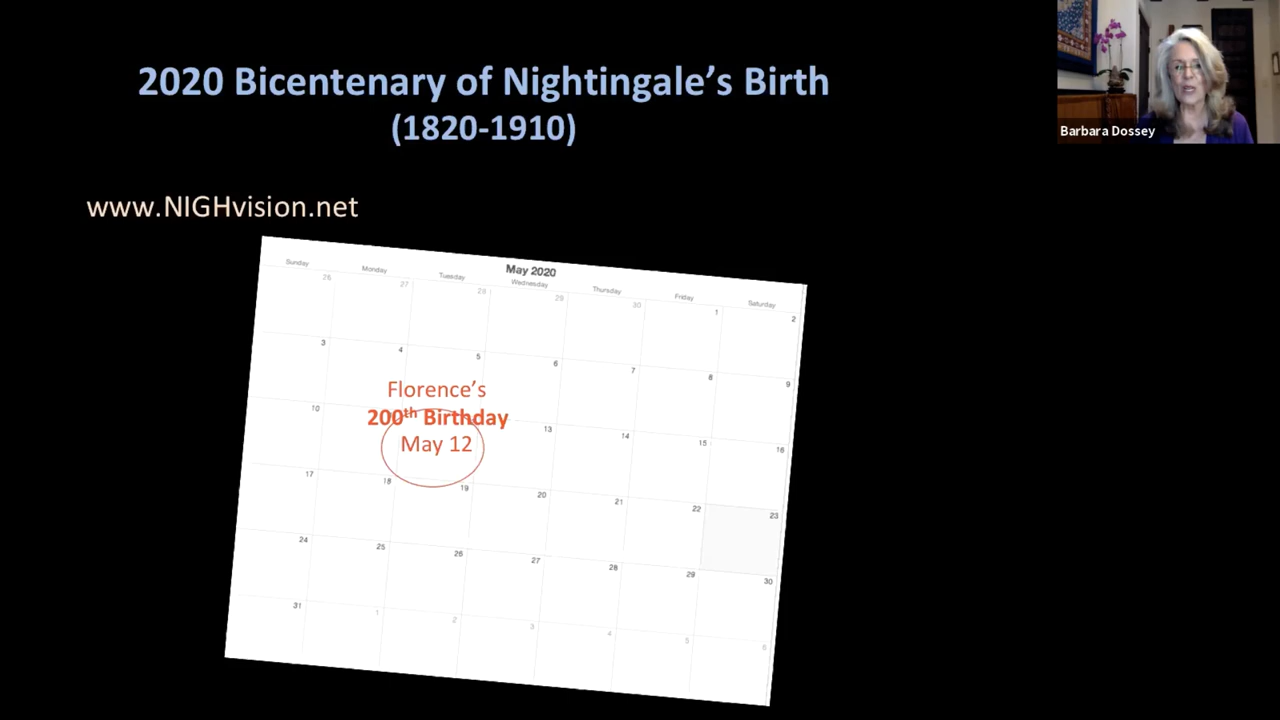 2020 Bicentenary of Nightingale’s Birth
(1820-1910)
Barbara Dossey
www.NIGHvision.net
May 2020
Sunday Monday Tuesday Wednesday Thursday Friday Saturday
26 27 28 29 30 1 2
3 4 5 6 7 8 9
Florence’s
200th Birthday
May 12
10 13 14 15 16
17 18 19 20 21 22 23
24 25 26 27 28 29 30
31 1 2 3 4 5 6